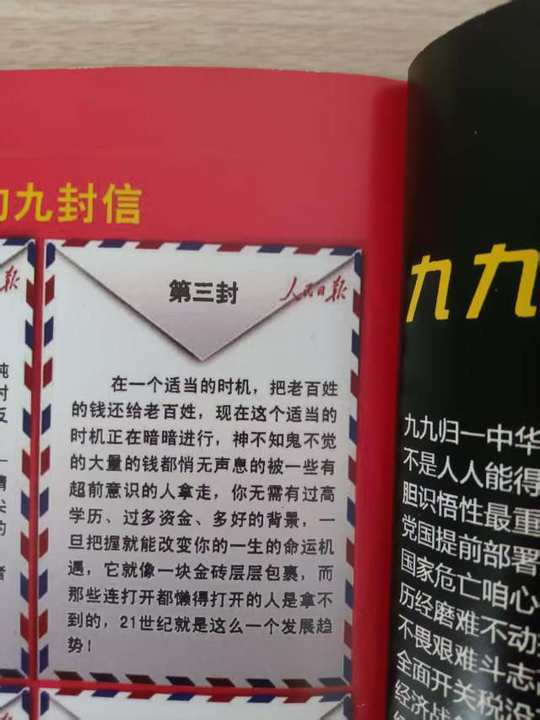 九封信
报
第三封
人民日报
在一个适当的时机，把老百姓
的钱还给老百姓，现在这个适当的
时机正在暗暗进行，神不知鬼不觉
的大量的钱都悄无声息的被一些有
超前意识的人拿走，你无需有过高
学历、过多资金、多好的背景，一
旦把握就能改变你的一生的命运机
遇，它就像一块金砖层层包裹，而
那些连打开都懒得打开的人是拿不
到的，21世纪就是这么一个发展趋
势！
九九
九九归一中华
不是人人能得
胆识悟性最重
党国提前部署
国家危亡咱心
历经磨难不动
不畏艰难斗志
全面开关税没
经济战